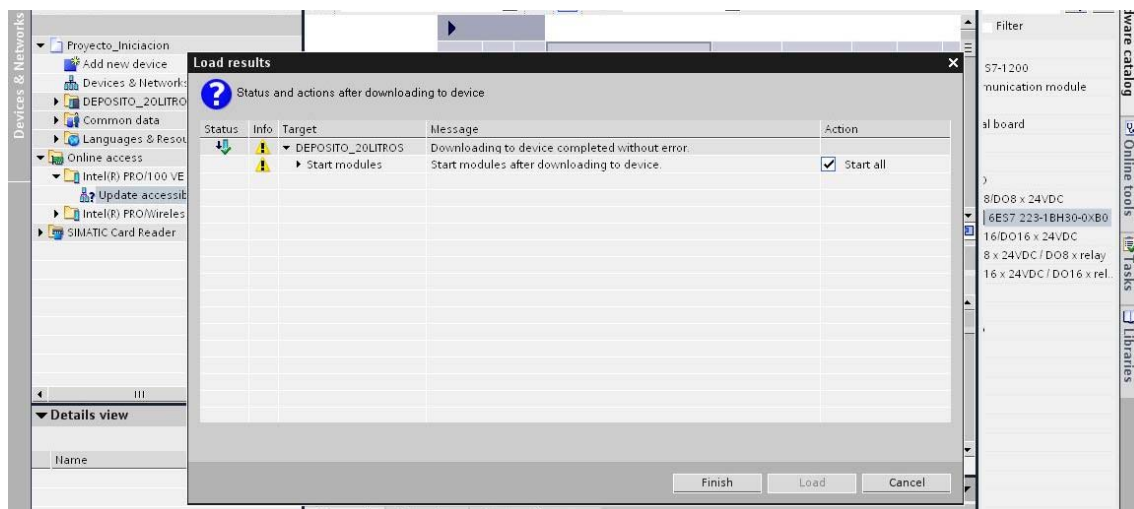 Devices & Networks
Proyecto_Iniciacion
Add new device
Devices & Networks
DEPOSITO_20LITRO
Common data
Languages & Resou
Online access
Intel(R) PRO/100 VE
Update accessib
Intel(R) PRO/Wireles
SIMATIC Card Reader
Details view
Name
Load results
Status and actions after downloading to device
Status Info Target Message Action
DEPOSITO_20LITROS Downloading to device completed without error.
Start modules Start modules after downloading to device. Start all
Finish Load Cancel
Filter
S7-1200
munication module
al board
8/DO8 x 24VDC
6ES7 223-1BH30-0XB0
16/DO16 x 24VDC
8 x 24VDC / DO8 x relay
16 x 24VDC / DO16 x rel..
dware catalog
Online tools
Tasks
Libraries